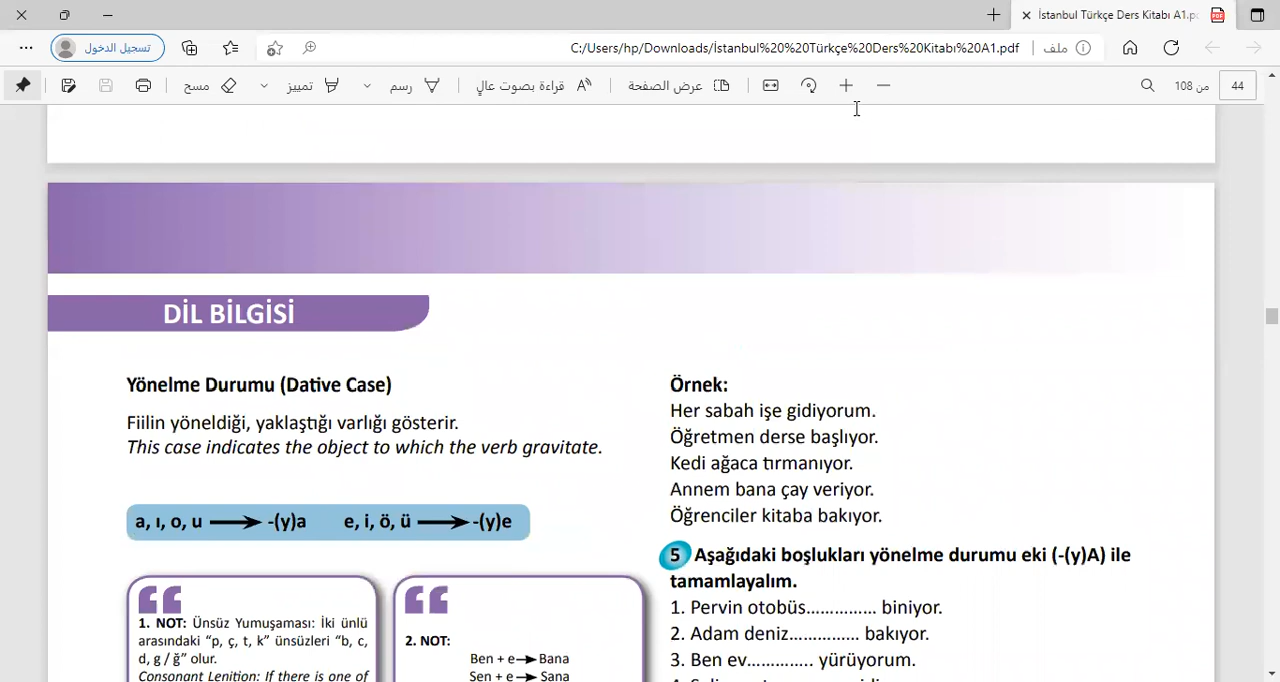 İstanbul Türkçe Ders Kitabı A1.pc
PDF
تسجيل الدخول
C:/Users/hp/Downloads/İstanbul%20%20Türkçe%20Ders%20Kitabı%20A1.pdf
ملف
44
من 108
عرض الصفحة
قراءة بصوت عالٍ
رسم
تمييز
مسح
DİL BİLGİSİ
Yönelme Durumu (Dative Case)
Fiilin yöneldiği, yaklaştığı varlığı gösterir.
This case indicates the object to which the verb gravitate.
a, ı, o, u → -(y)a e, i, ö, ü → -(y)e
1. NOT: Ünsüz Yumuşaması: İki ünlü
arasındaki “p, ç, t, k” ünsüzleri “b, c,
d, g / ğ” olur.
Consonant Lenition: If there is one of
2. NOT:
Ben + e → Bana
Sen + e → Sana
Örnek:
Her sabah işe gidiyorum.
Öğretmen derse başlıyor.
Kedi ağaca tırmanıyor.
Annem bana çay veriyor.
Öğrenciler kitaba bakıyor.
5 Aşağıdaki boşlukları yönelme durumu eki (-(y)A) ile
tamamlayalım.
1. Pervin otobüs…………… biniyor.
2. Adam deniz…………… bakıyor.
3. Ben ev………….. yürüyorum.